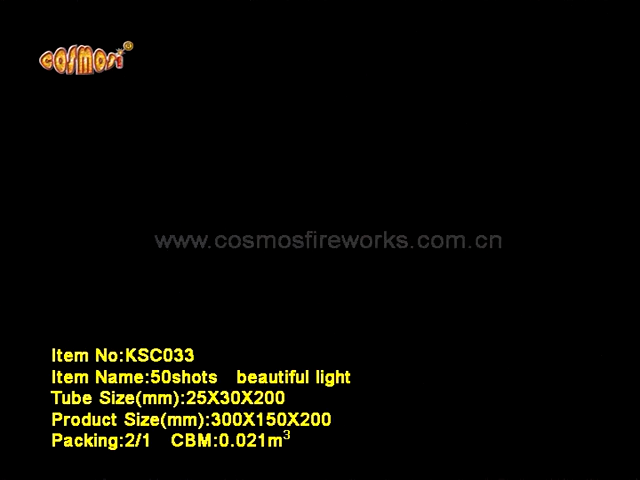 COSMOS
www.cosmosfireworks.com.cn
Item No:KSC033
Item Name:50shots beautiful light
Tube Size(mm):25X30X200
Product Size(mm):300X150X200
Packing:2/1 CBM:0.021m³